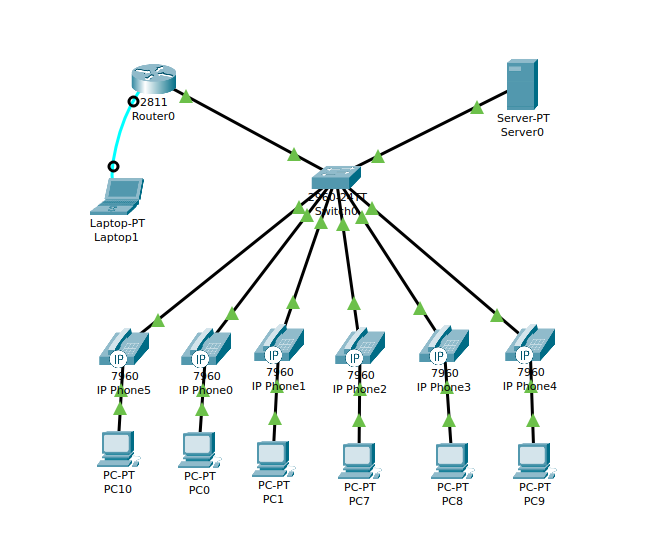 2811
Router0
Server-PT
Server0
2960-24TT
Switch0
Laptop-PT
Laptop1
IP
7960
IP Phone5
IP
7960
IP Phone0
IP
7960
IP Phone1
IP
7960
IP Phone2
IP
7960
IP Phone3
IP
7960
IP Phone4
PC-PT
PC10
PC-PT
PC0
PC-PT
PC1
PC-PT
PC7
PC-PT
PC8
PC-PT
PC9